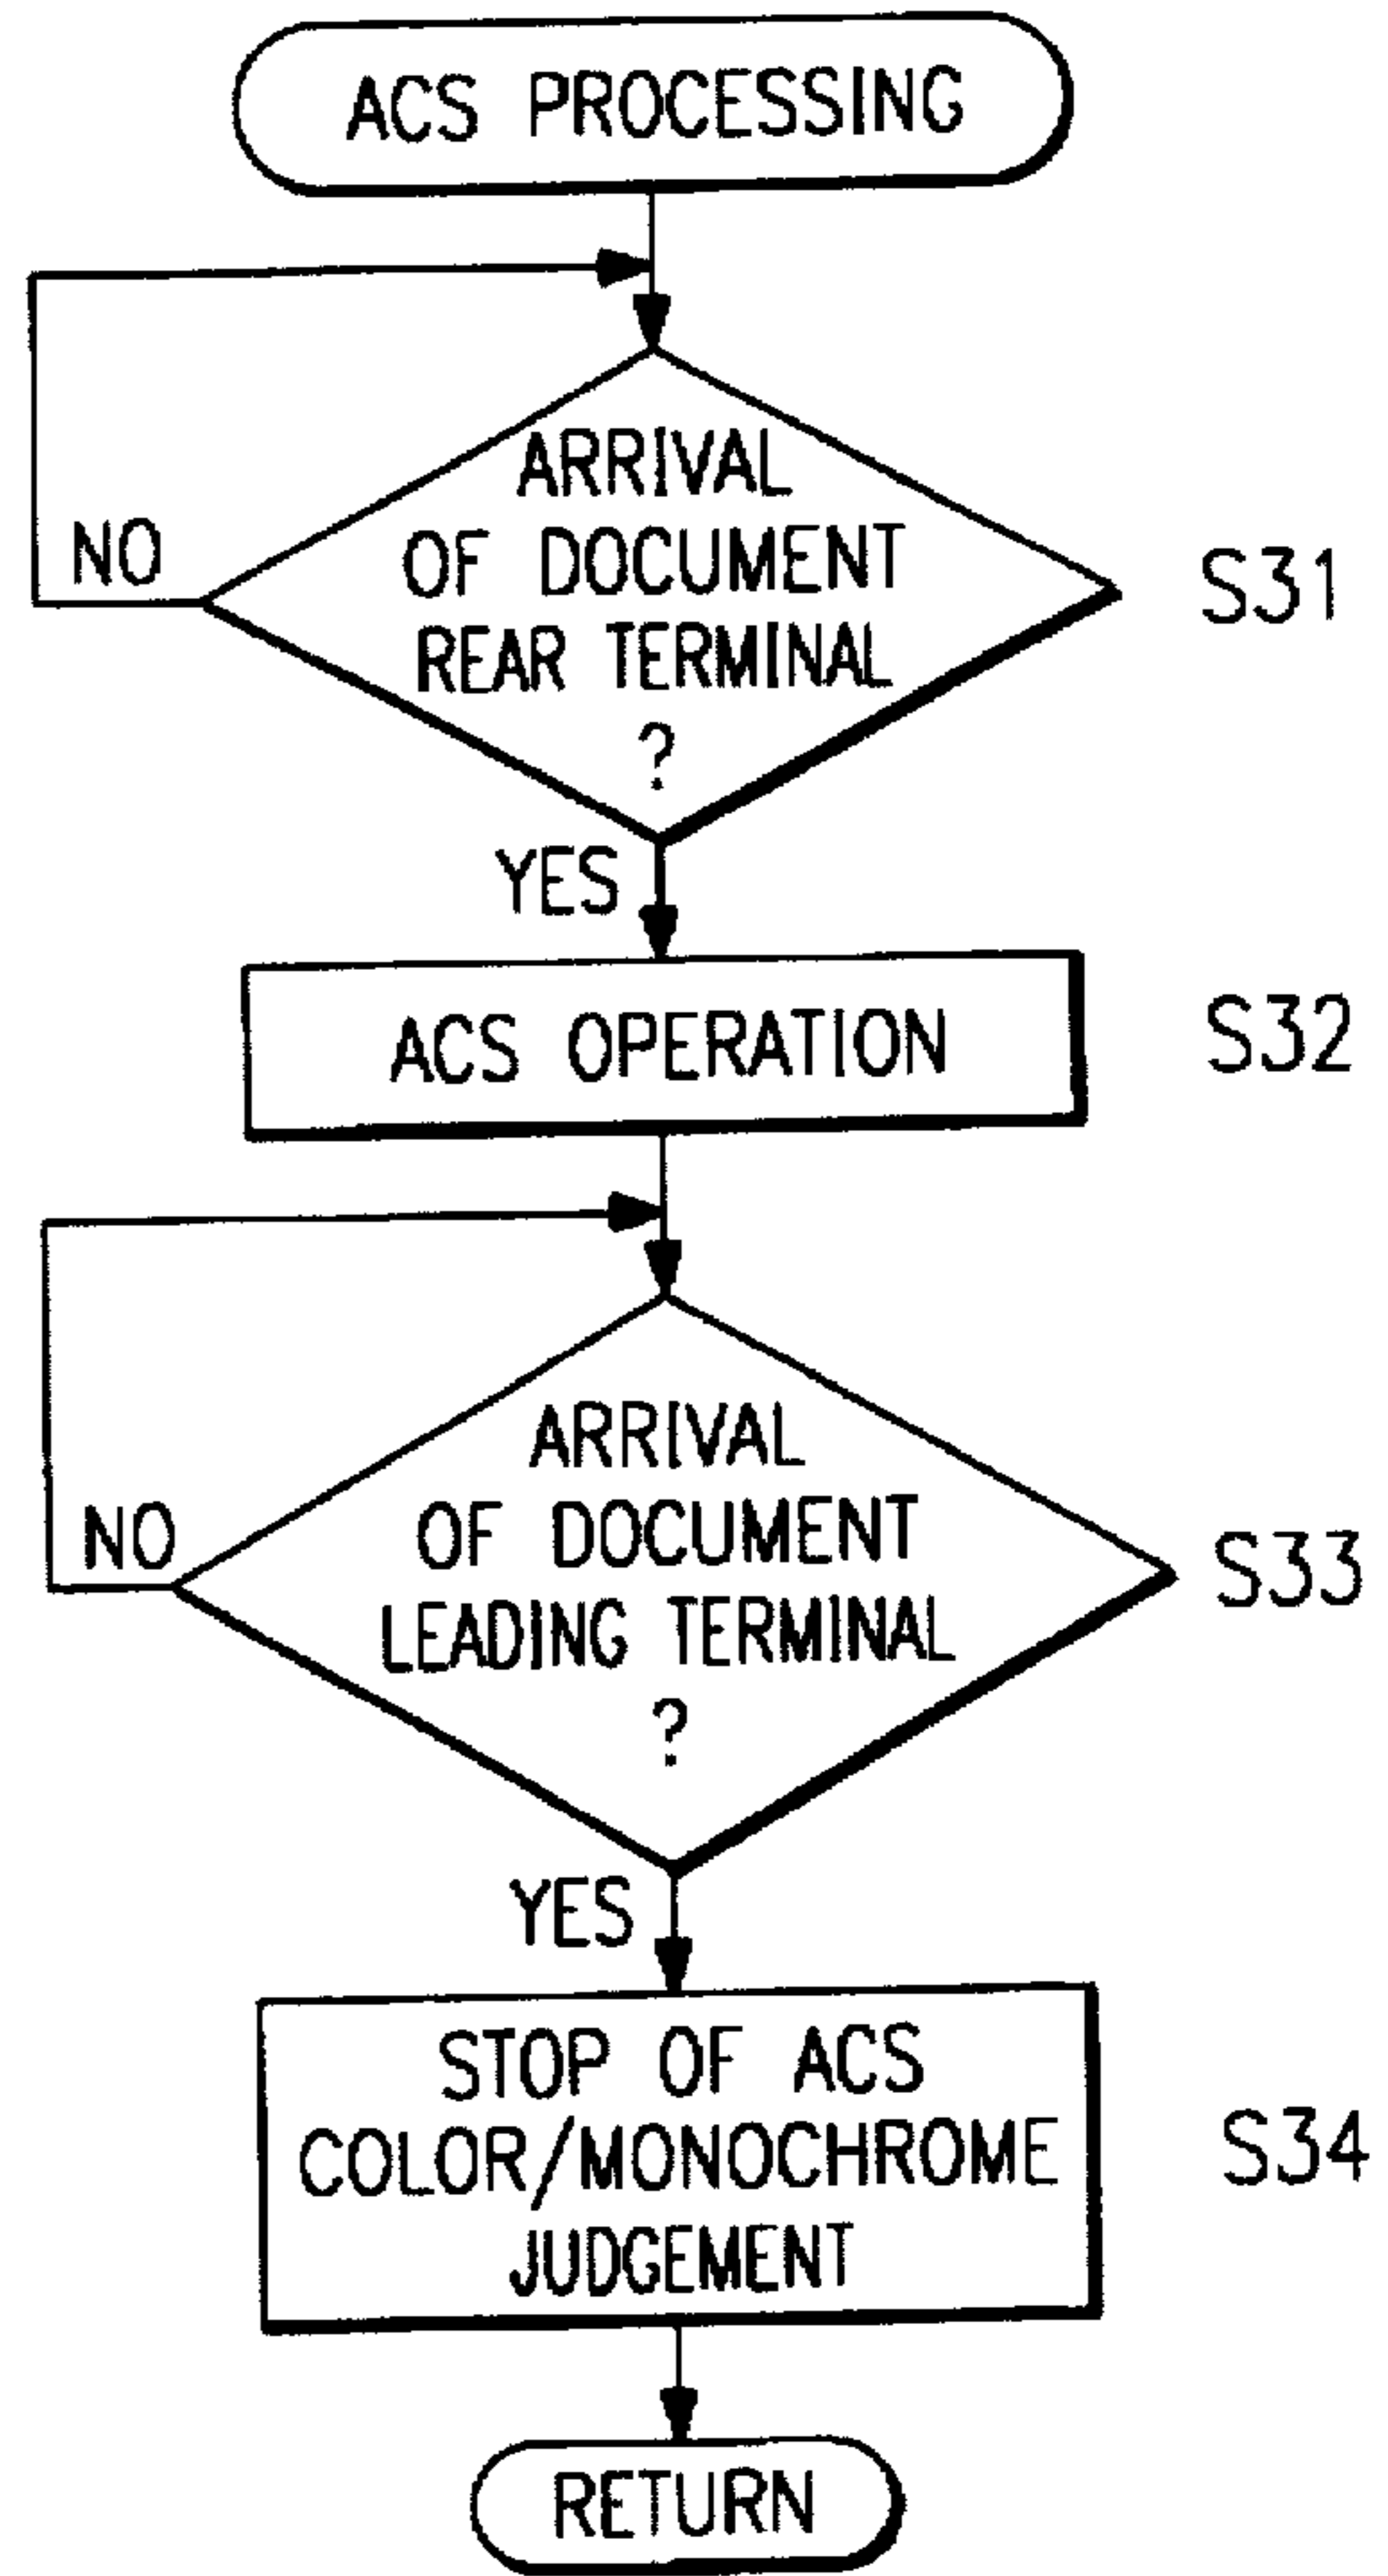 ACS PROCESSING
ARRIVAL
OF DOCUMENT
REAR TERMINAL
?
NO
S31
YES
ACS OPERATION
S32
ARRIVAL
OF DOCUMENT
LEADING TERMINAL
?
NO
S33
YES
STOP OF ACS
COLOR/MONOCHROME
JUDGEMENT
S34
RETURN